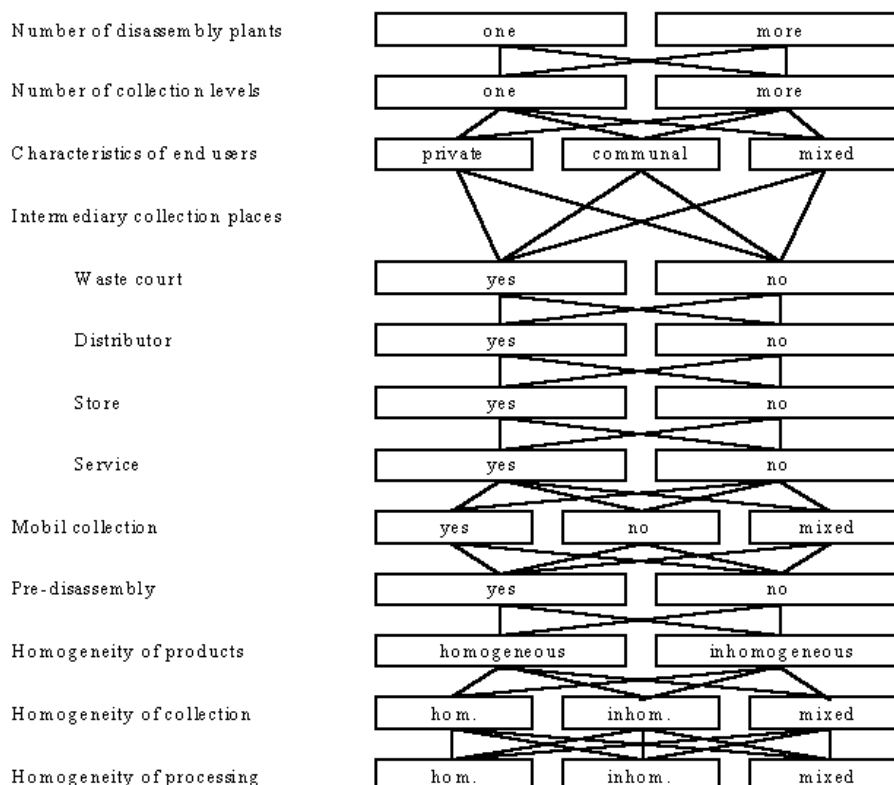 Number of disassembly plants one more
Number of collection levels one more
Characteristics of end users private communal mixed
Intermediary collection places
Waste court yes no
Distributor yes no
Store yes no
Service yes no
Mobil collection yes no mixed
Pre-disassembly yes no
Homogeneity of products homogeneous inhomogeneous
Homogeneity of collection hom. inhom. mixed
Homogeneity of processing hom. inhom. mixed